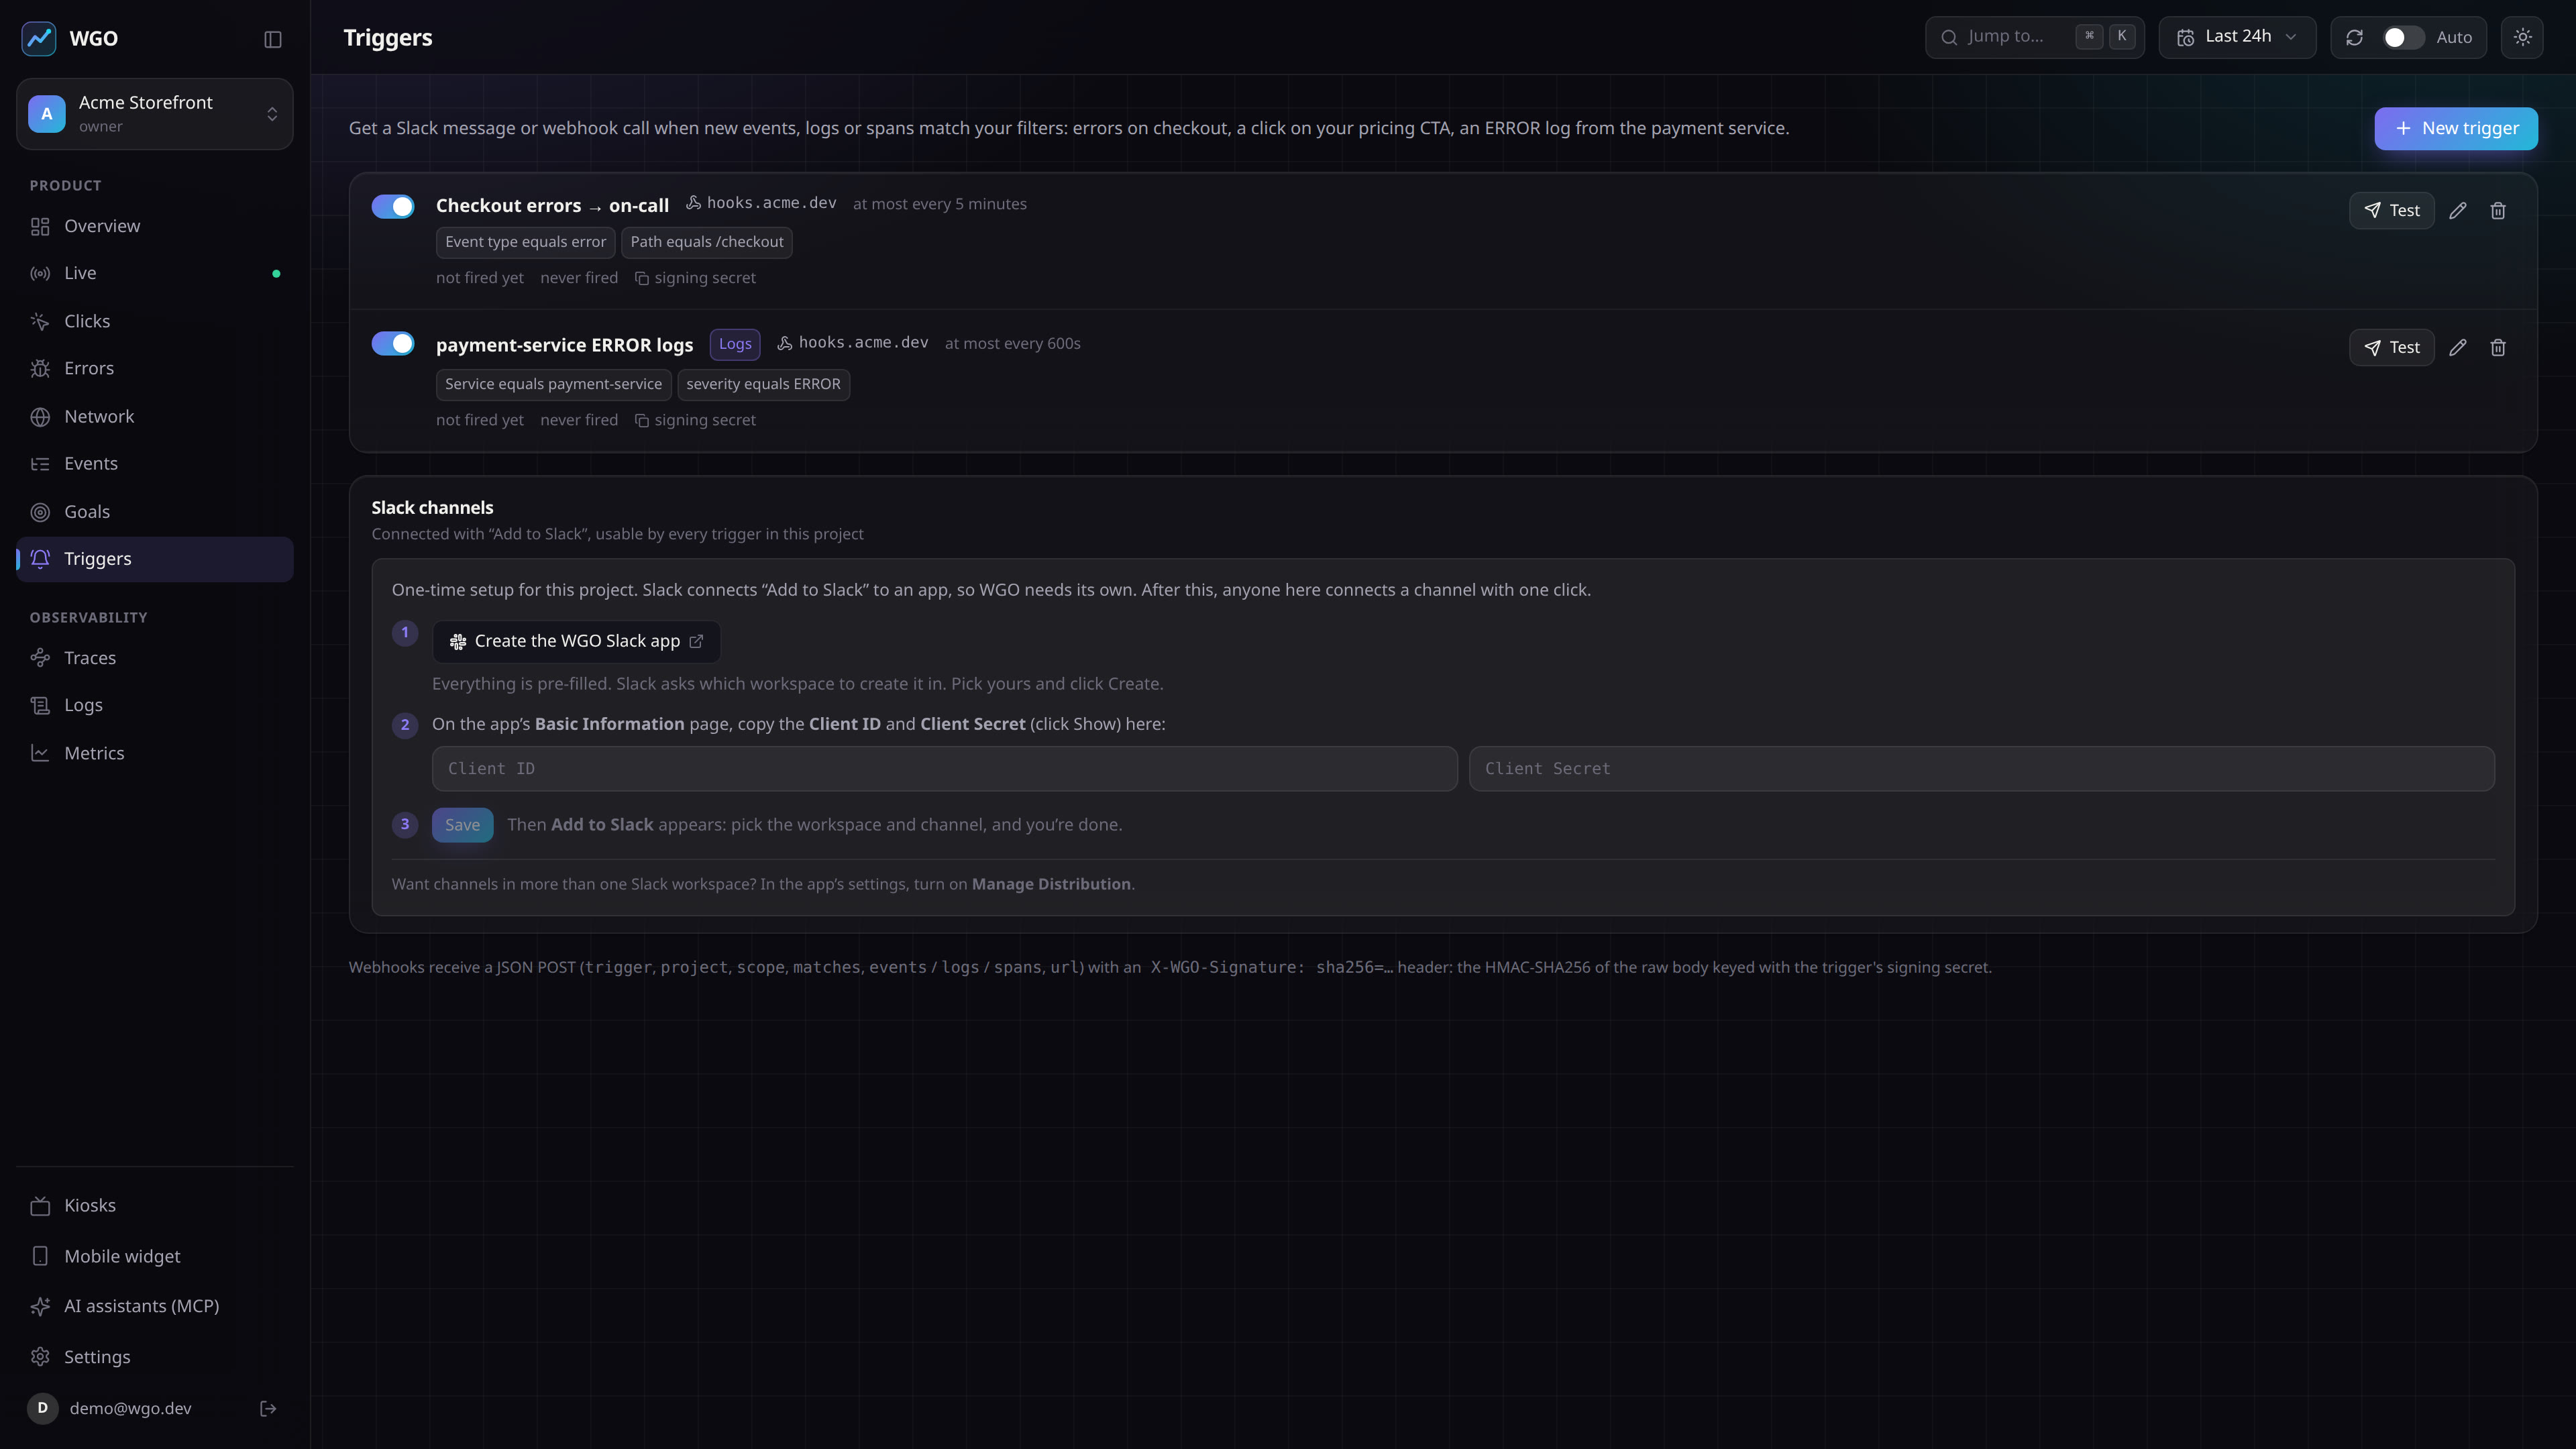 WGO
Triggers
Jump to...
⌘ K
Last 24h
Auto
A
Acme Storefront
owner
PRODUCT
Overview
Live
Clicks
Errors
Network
Events
Goals
Triggers
OBSERVABILITY
Traces
Logs
Metrics
Kiosks
Mobile widget
AI assistants (MCP)
Settings
D
demo@wgo.dev
Get a Slack message or webhook call when new events, logs or spans match your filters: errors on checkout, a click on your pricing CTA, an ERROR log from the payment service.
New trigger
Checkout errors → on-call hooks.acme.dev at most every 5 minutes
Test
Event type equals error Path equals /checkout
not fired yet never fired signing secret
payment-service ERROR logs Logs hooks.acme.dev at most every 600s
Test
Service equals payment-service severity equals ERROR
not fired yet never fired signing secret
Slack channels
Connected with “Add to Slack”, usable by every trigger in this project
One-time setup for this project. Slack connects “Add to Slack” to an app, so WGO needs its own. After this, anyone here connects a channel with one click.
1 Create the WGO Slack app
Everything is pre-filled. Slack asks which workspace to create it in. Pick yours and click Create.
2 On the app’s Basic Information page, copy the Client ID and Client Secret (click Show) here:
Client ID Client Secret
3 Save Then Add to Slack appears: pick the workspace and channel, and you’re done.
Want channels in more than one Slack workspace? In the app’s settings, turn on Manage Distribution.
Webhooks receive a JSON POST (trigger, project, scope, matches, events / logs / spans, url) with an X-WGO-Signature: sha256=… header: the HMAC-SHA256 of the raw body keyed with the trigger's signing secret.